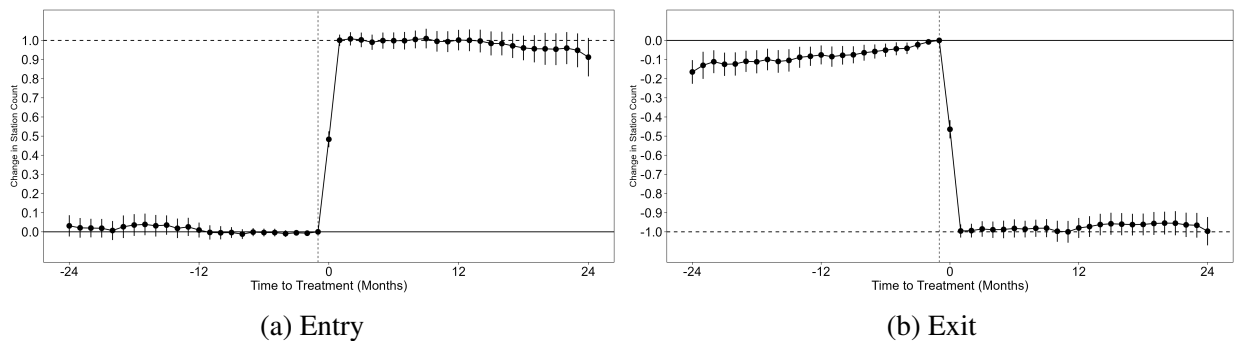 Change in Station Count
1.0
0.9
0.8
0.7
0.6
0.5
0.4
0.3
0.2
0.1
0.0
-24 -12 0 12 24
Time to Treatment (Months)
(a) Entry
Change in Station Count
0.0
-0.1
-0.2
-0.3
-0.4
-0.5
-0.6
-0.7
-0.8
-0.9
-1.0
-24 -12 0 12 24
Time to Treatment (Months)
(b) Exit